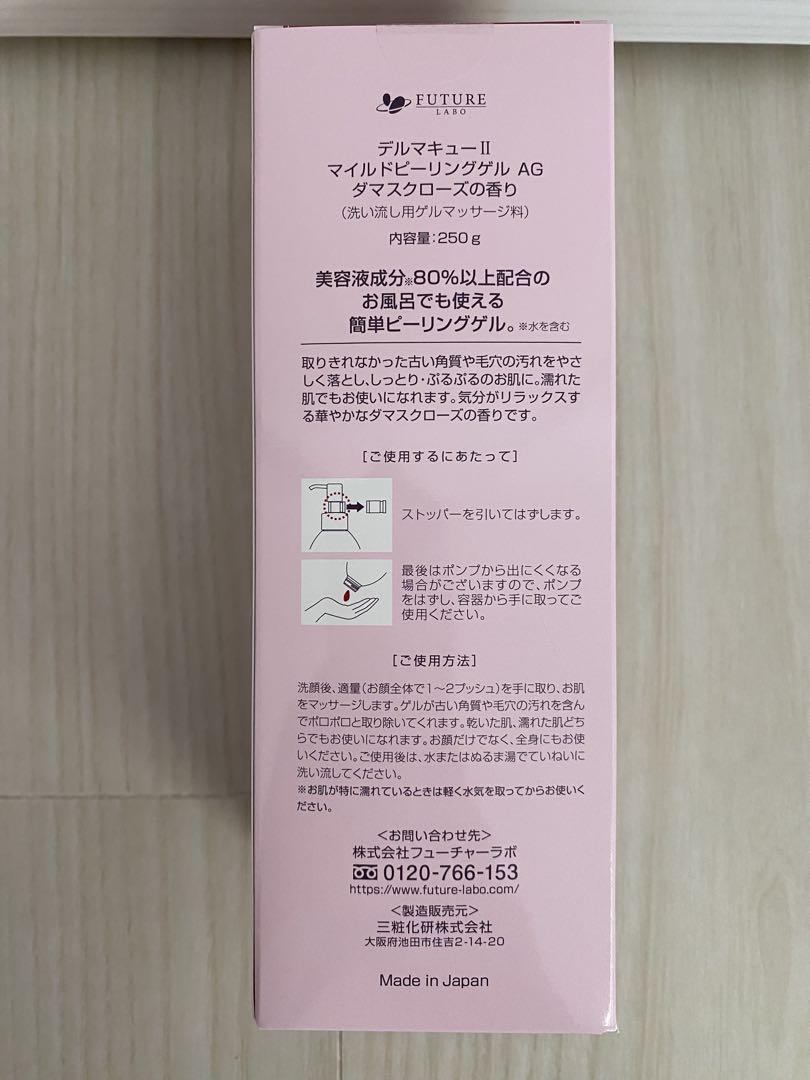 FUTURE
LABO
デルマキューⅡ
マイルドピーリングゲル AG
ダマスクローズの香り
（洗い流し用ゲルマッサージ料）
内容量：250g
美容液成分※80%以上配合の
お風呂でも使える
簡単ピーリングゲル。※水を含む
取りきれなかった古い角質や毛穴の汚れをやさ
しく落とし、しっとり・ぷるぷるのお肌に。濡れた
肌でもお使いになれます。気分がリラックスす
る華やかなダマスクローズの香りです。
［ご使用するにあたって］
ストッパーを引いてはずします。
最後はポンプから出にくくなる
場合がございますので、ポンプ
をはずし、容器から手に取ってご
使用ください。
［ご使用方法］
洗顔後、適量（お顔全体で1〜2プッシュ）を手に取り、お肌
をマッサージします。ゲルが古い角質や毛穴の汚れを含ん
でポロポロと取り除いてくれます。乾いた肌、濡れた肌どち
らでもお使いになれます。お顔だけでなく、全身にもお使
いください。ご使用後は、水またはぬるま湯でていねいに
洗い流してください。
※お肌が特に濡れているときは軽く水気を取ってからお使いく
ださい。
＜お問い合わせ先＞
株式会社フューチャーラボ
0120-766-153
https://www.future-labo.com/
＜製造販売元＞
三粧化研株式会社
大阪府池田市住吉2-14-20
Made in Japan